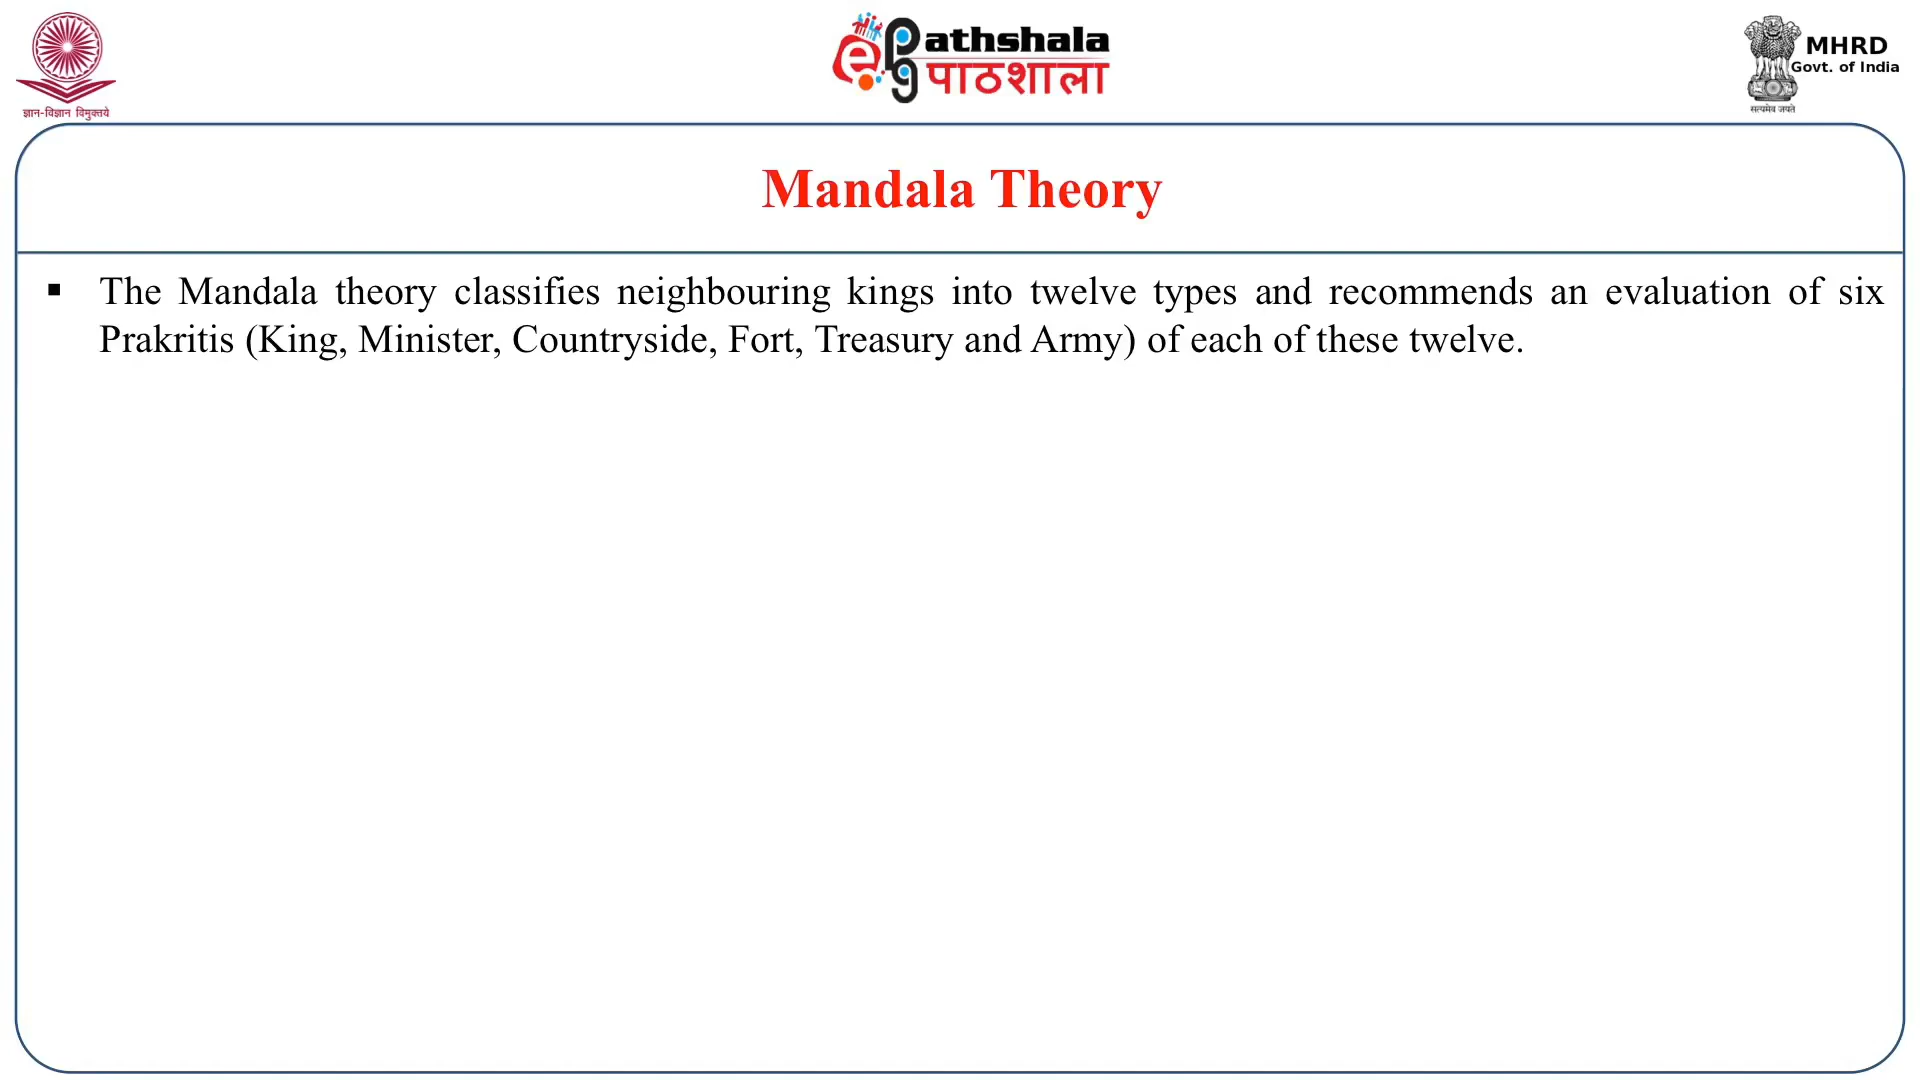 ज्ञान-विज्ञान विमुक्तये
ePathshala
पाठशाला
MHRD
Govt. of India
सत्यमेव जयते
Mandala Theory
▪ The Mandala theory classifies neighbouring kings into twelve types and recommends an evaluation of six
Prakritis (King, Minister, Countryside, Fort, Treasury and Army) of each of these twelve.